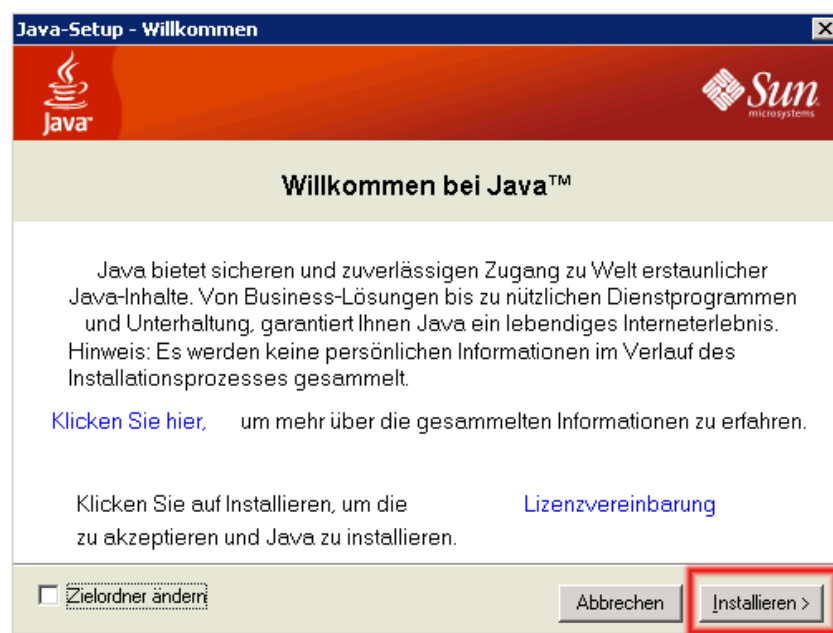 Java-Setup - Willkommen
Java™
Sun
microsystems
Willkommen bei Java™
Java bietet sicheren und zuverlässigen Zugang zu Welt erstaunlicher
Java-Inhalte. Von Business-Lösungen bis zu nützlichen Dienstprogrammen
und Unterhaltung, garantiert Ihnen Java ein lebendiges Interneterlebnis.
Hinweis: Es werden keine persönlichen Informationen im Verlauf des
Installationsprozesses gesammelt.
Klicken Sie hier, um mehr über die gesammelten Informationen zu erfahren.
Klicken Sie auf Installieren, um die Lizenzvereinbarung
zu akzeptieren und Java zu installieren.
Zielordner ändern
Abbrechen
Installieren >